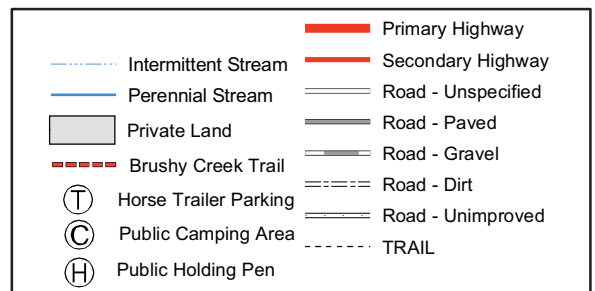 Intermittent Stream
Perennial Stream
Private Land
Brushy Creek Trail
T Horse Trailer Parking
C Public Camping Area
H Public Holding Pen
Primary Highway
Secondary Highway
Road - Unspecified
Road - Paved
Road - Gravel
Road - Dirt
Road - Unimproved
TRAIL